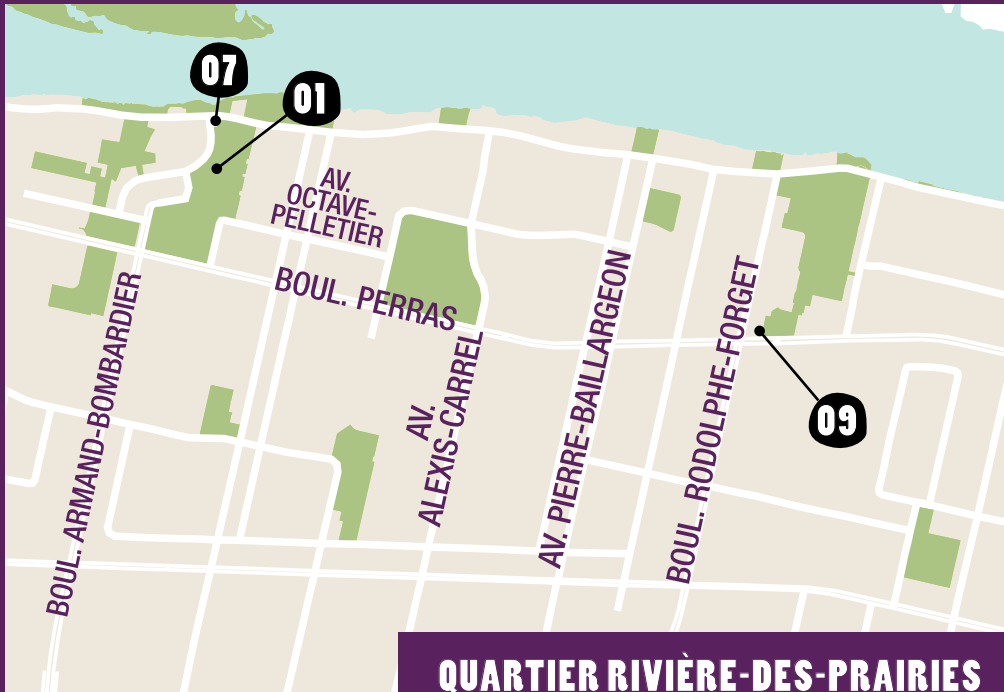 07
01
AV.
OCTAVE-
PELLETIER
BOUL. PERRAS
BOUL. ARMAND-BOMBARDIER
AV.
ALEXIS-CARREL
AV. PIERRE-BAILLARGEON
BOUL. RODOLPHE-FORGET
09
QUARTIER RIVIÈRE-DES-PRAIRIES